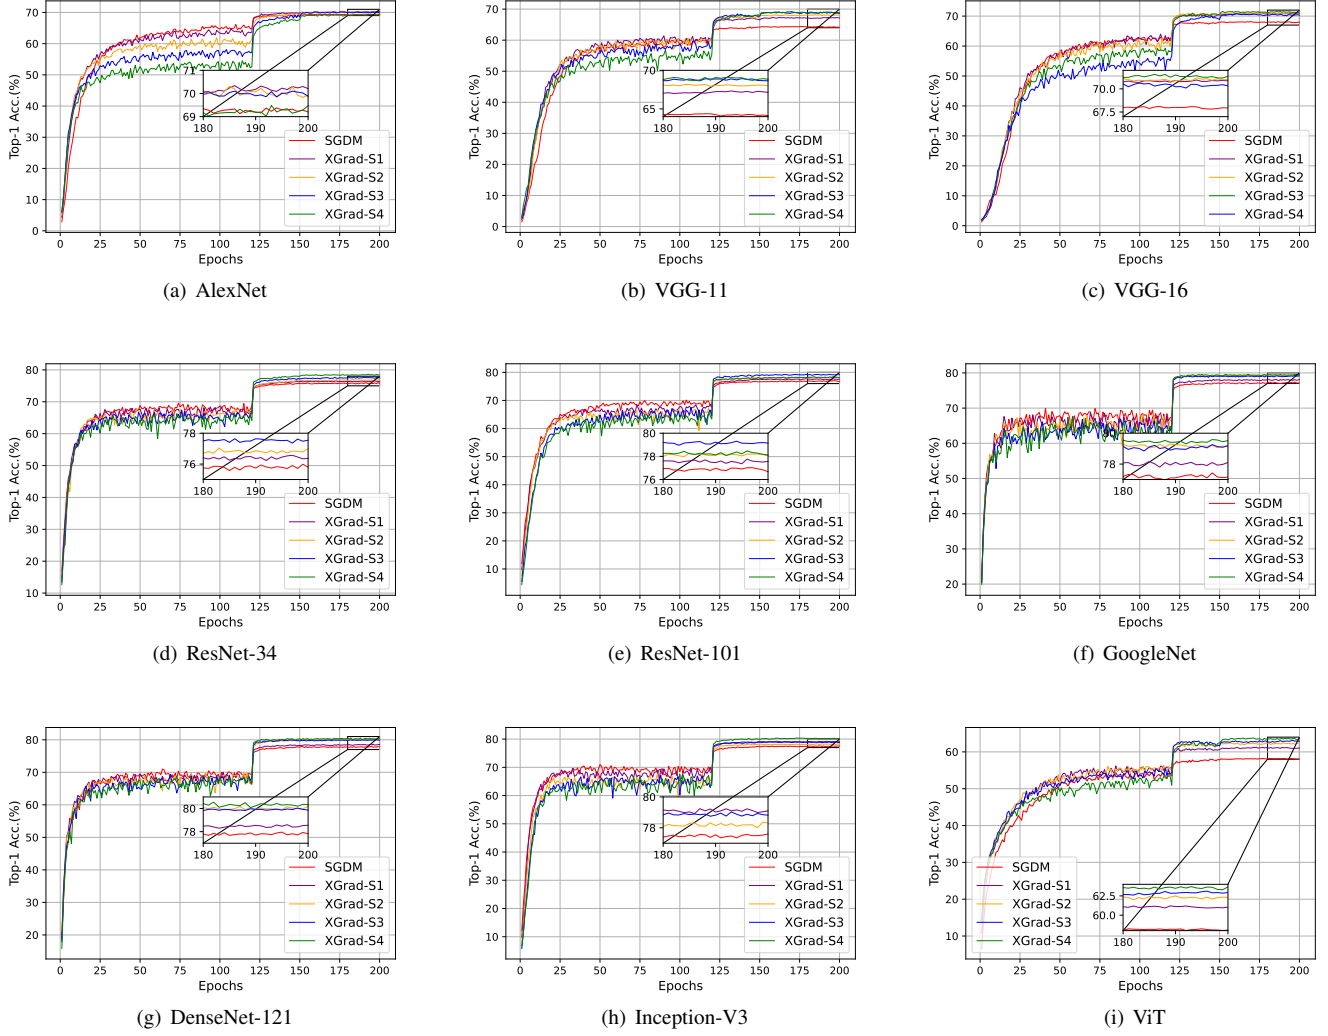 Top-1 Acc.(%)
70
60
50
40
30
20
10
0
71
70
69
180 190 200
SGDM
XGrad-S1
XGrad-S2
XGrad-S3
XGrad-S4
0 25 50 75 100 125 150 175 200
Epochs
(a) AlexNet
Top-1 Acc.(%)
70
60
50
40
30
20
10
0
70
65
180 190 200
SGDM
XGrad-S1
XGrad-S2
XGrad-S3
XGrad-S4
0 25 50 75 100 125 150 175 200
Epochs
(b) VGG-11
Top-1 Acc.(%)
70
60
50
40
30
20
10
0
70.0
67.5
180 190 200
SGDM
XGrad-S1
XGrad-S2
XGrad-S3
XGrad-S4
0 25 50 75 100 125 150 175 200
Epochs
(c) VGG-16
Top-1 Acc.(%)
80
70
60
50
40
30
20
10
78
76
180 190 200
SGDM
XGrad-S1
XGrad-S2
XGrad-S3
XGrad-S4
0 25 50 75 100 125 150 175 200
Epochs
(d) ResNet-34
Top-1 Acc.(%)
80
70
60
50
40
30
20
10
80
78
76
180 190 200
SGDM
XGrad-S1
XGrad-S2
XGrad-S3
XGrad-S4
0 25 50 75 100 125 150 175 200
Epochs
(e) ResNet-101
Top-1 Acc.(%)
80
70
60
50
40
30
20
78
180 190 200
SGDM
XGrad-S1
XGrad-S2
XGrad-S3
XGrad-S4
0 25 50 75 100 125 150 175 200
Epochs
(f) GoogleNet
Top-1 Acc.(%)
80
70
60
50
40
30
20
80
78
180 190 200
SGDM
XGrad-S1
XGrad-S2
XGrad-S3
XGrad-S4
0 25 50 75 100 125 150 175 200
Epochs
(g) DenseNet-121
Top-1 Acc.(%)
80
70
60
50
40
30
20
10
80
78
180 190 200
SGDM
XGrad-S1
XGrad-S2
XGrad-S3
XGrad-S4
0 25 50 75 100 125 150 175 200
Epochs
(h) Inception-V3
Top-1 Acc.(%)
60
50
40
30
20
10
SGDM
XGrad-S1
XGrad-S2
XGrad-S3
XGrad-S4
62.5
60.0
180 190 200
0 25 50 75 100 125 150 175 200
Epochs
(i) ViT